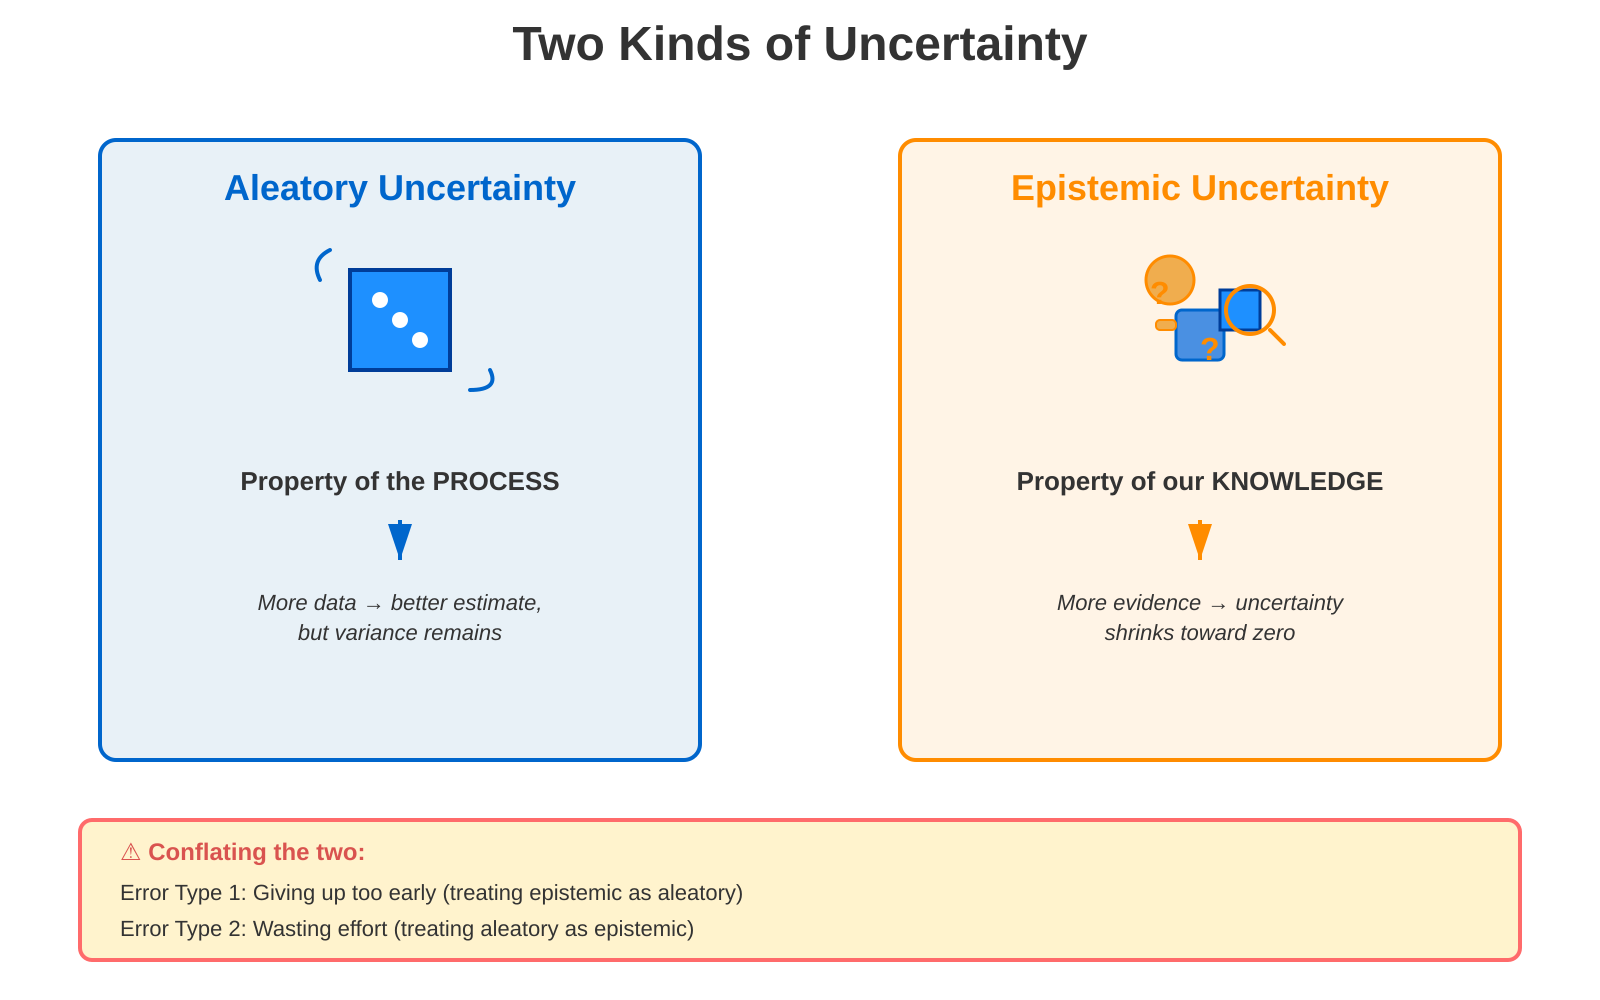 Two Kinds of Uncertainty
Aleatory Uncertainty
Property of the PROCESS
More data → better estimate,
but variance remains
Epistemic Uncertainty
?
?
Property of our KNOWLEDGE
More evidence → uncertainty
shrinks toward zero
⚠ Conflating the two:
Error Type 1: Giving up too early (treating epistemic as aleatory)
Error Type 2: Wasting effort (treating aleatory as epistemic)